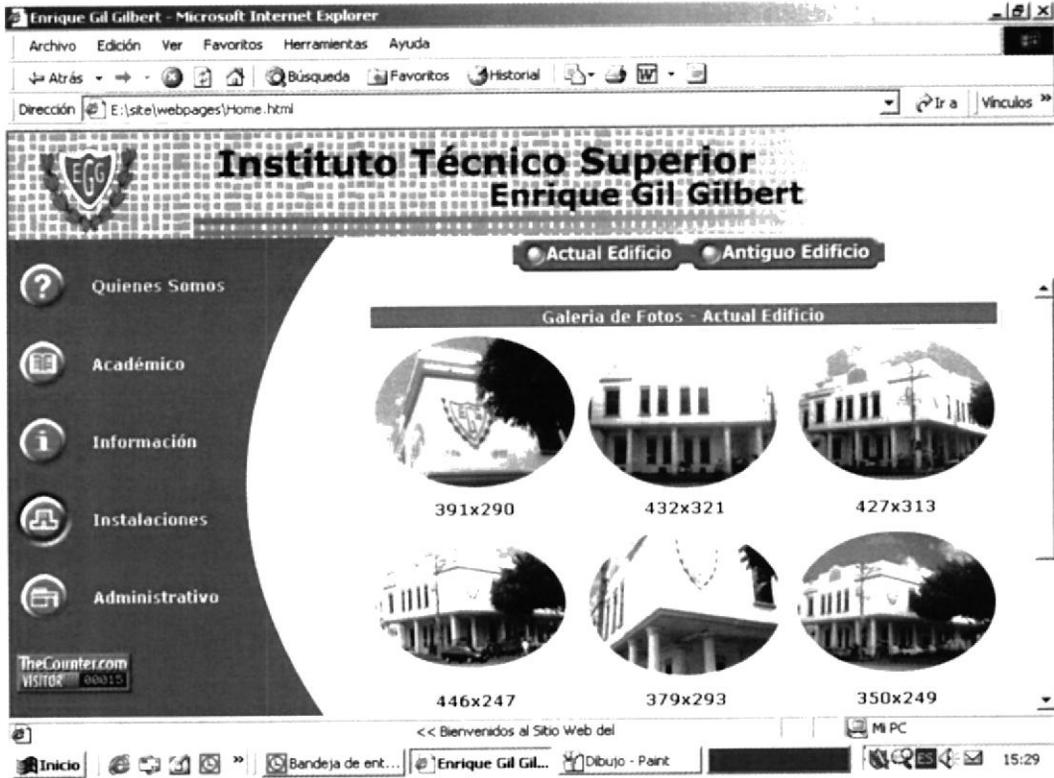 Enrique Gil Gilbert - Microsoft Internet Explorer
Archivo Edición Ver Favoritos Herramientas Ayuda
Atrás Búsqueda Favoritos Historial
Dirección E:\site\webpages\Home.html Ir a Vínculos »
EGG
Instituto Técnico Superior
Enrique Gil Gilbert
Actual Edificio Antiguo Edificio
Quienes Somos
Académico
Información
Instalaciones
Administrativo
Galeria de Fotos - Actual Edificio
391x290 432x321 427x313
446x247 379x293 350x249
TheCounter.com
VISITOR 00015
<< Bienvenidos al Sitio Web del Mi PC
Inicio » Bandeja de ent... Enrique Gil Gil... Dibujo - Paint ES 15:29